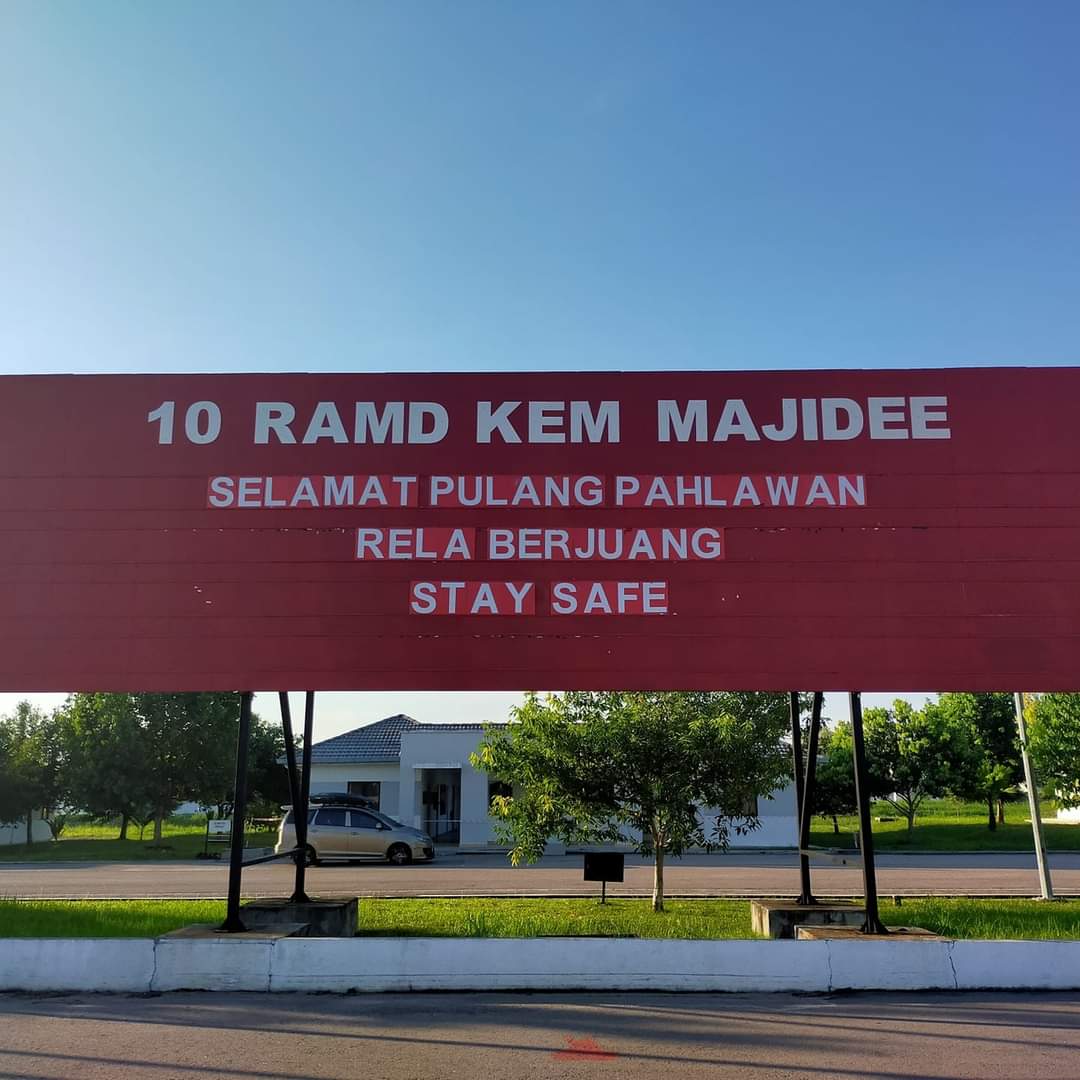 10 RAMD KEM MAJIDEE
SELAMAT PULANG PAHLAWAN
RELA BERJUANG
STAY SAFE